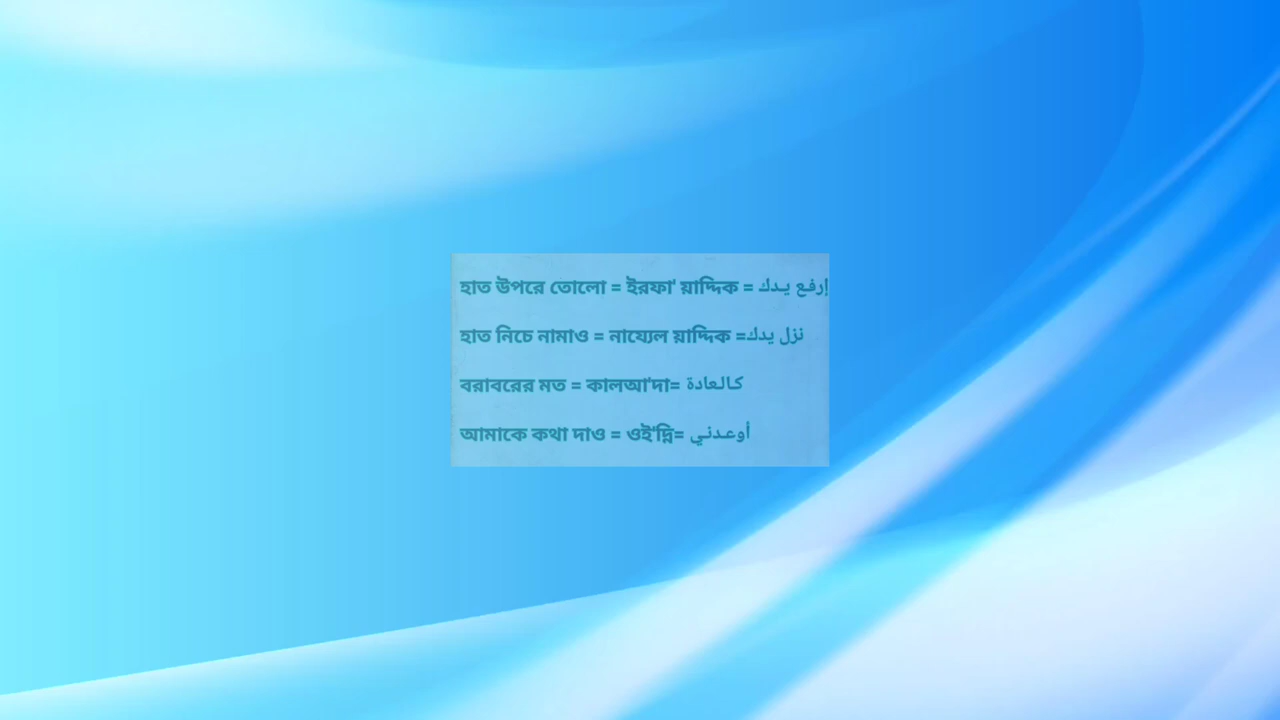 হাত উপরে তোলো = ইরফা' য়াদ্দিক = إرفع يدك
হাত নিচে নামাও = নায্যেল য়াদ্দিক =نزل يدك
বরাবরের মত = কালআ'দা= كالعادة
আমাকে কথা দাও = ওই'দ্নি= أوعدني